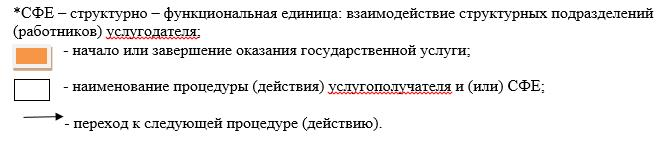 *СФЕ – структурно – функциональная единица: взаимодействие структурных подразделений
(работников) услугодателя;
- начало или завершение оказания государственной услуги;
- наименование процедуры (действия) услугополучателя и (или) СФЕ;
- переход к следующей процедуре (действию).